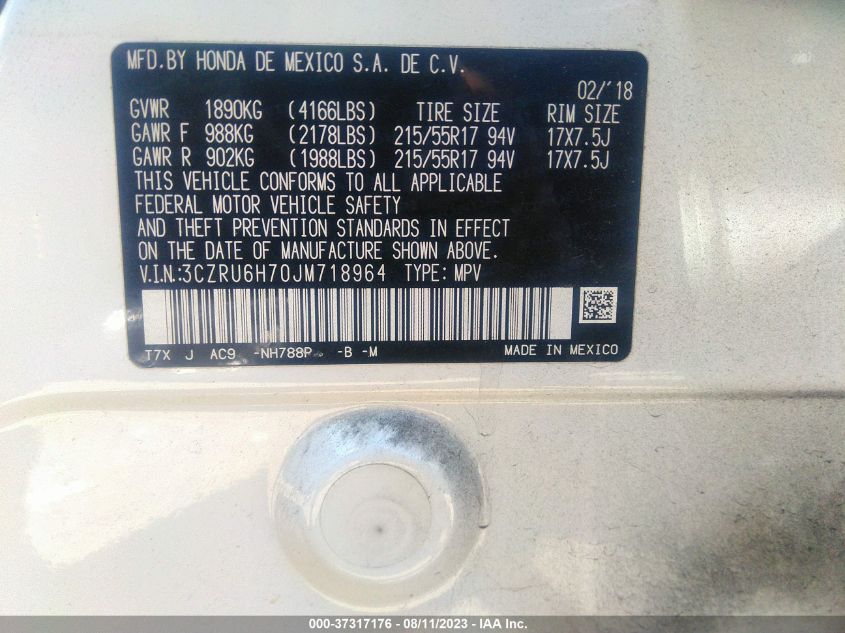 MFD.BY HONDA DE MEXICO S.A. DE C.V.
02/'18
GVWR 1890KG (4166LBS) TIRE SIZE RIM SIZE
GAWR F 988KG (2178LBS) 215/55R17 94V 17X7.5J
GAWR R 902KG (1988LBS) 215/55R17 94V 17X7.5J
THIS VEHICLE CONFORMS TO ALL APPLICABLE
FEDERAL MOTOR VEHICLE SAFETY
AND THEFT PREVENTION STANDARDS IN EFFECT
ON THE DATE OF MANUFACTURE SHOWN ABOVE.
V.I.N.:3CZRU6H70JM718964 TYPE: MPV
T7X J AC9 -NH788P -B -M MADE IN MEXICO
000-37317176 - 08/11/2023 - IAA Inc.